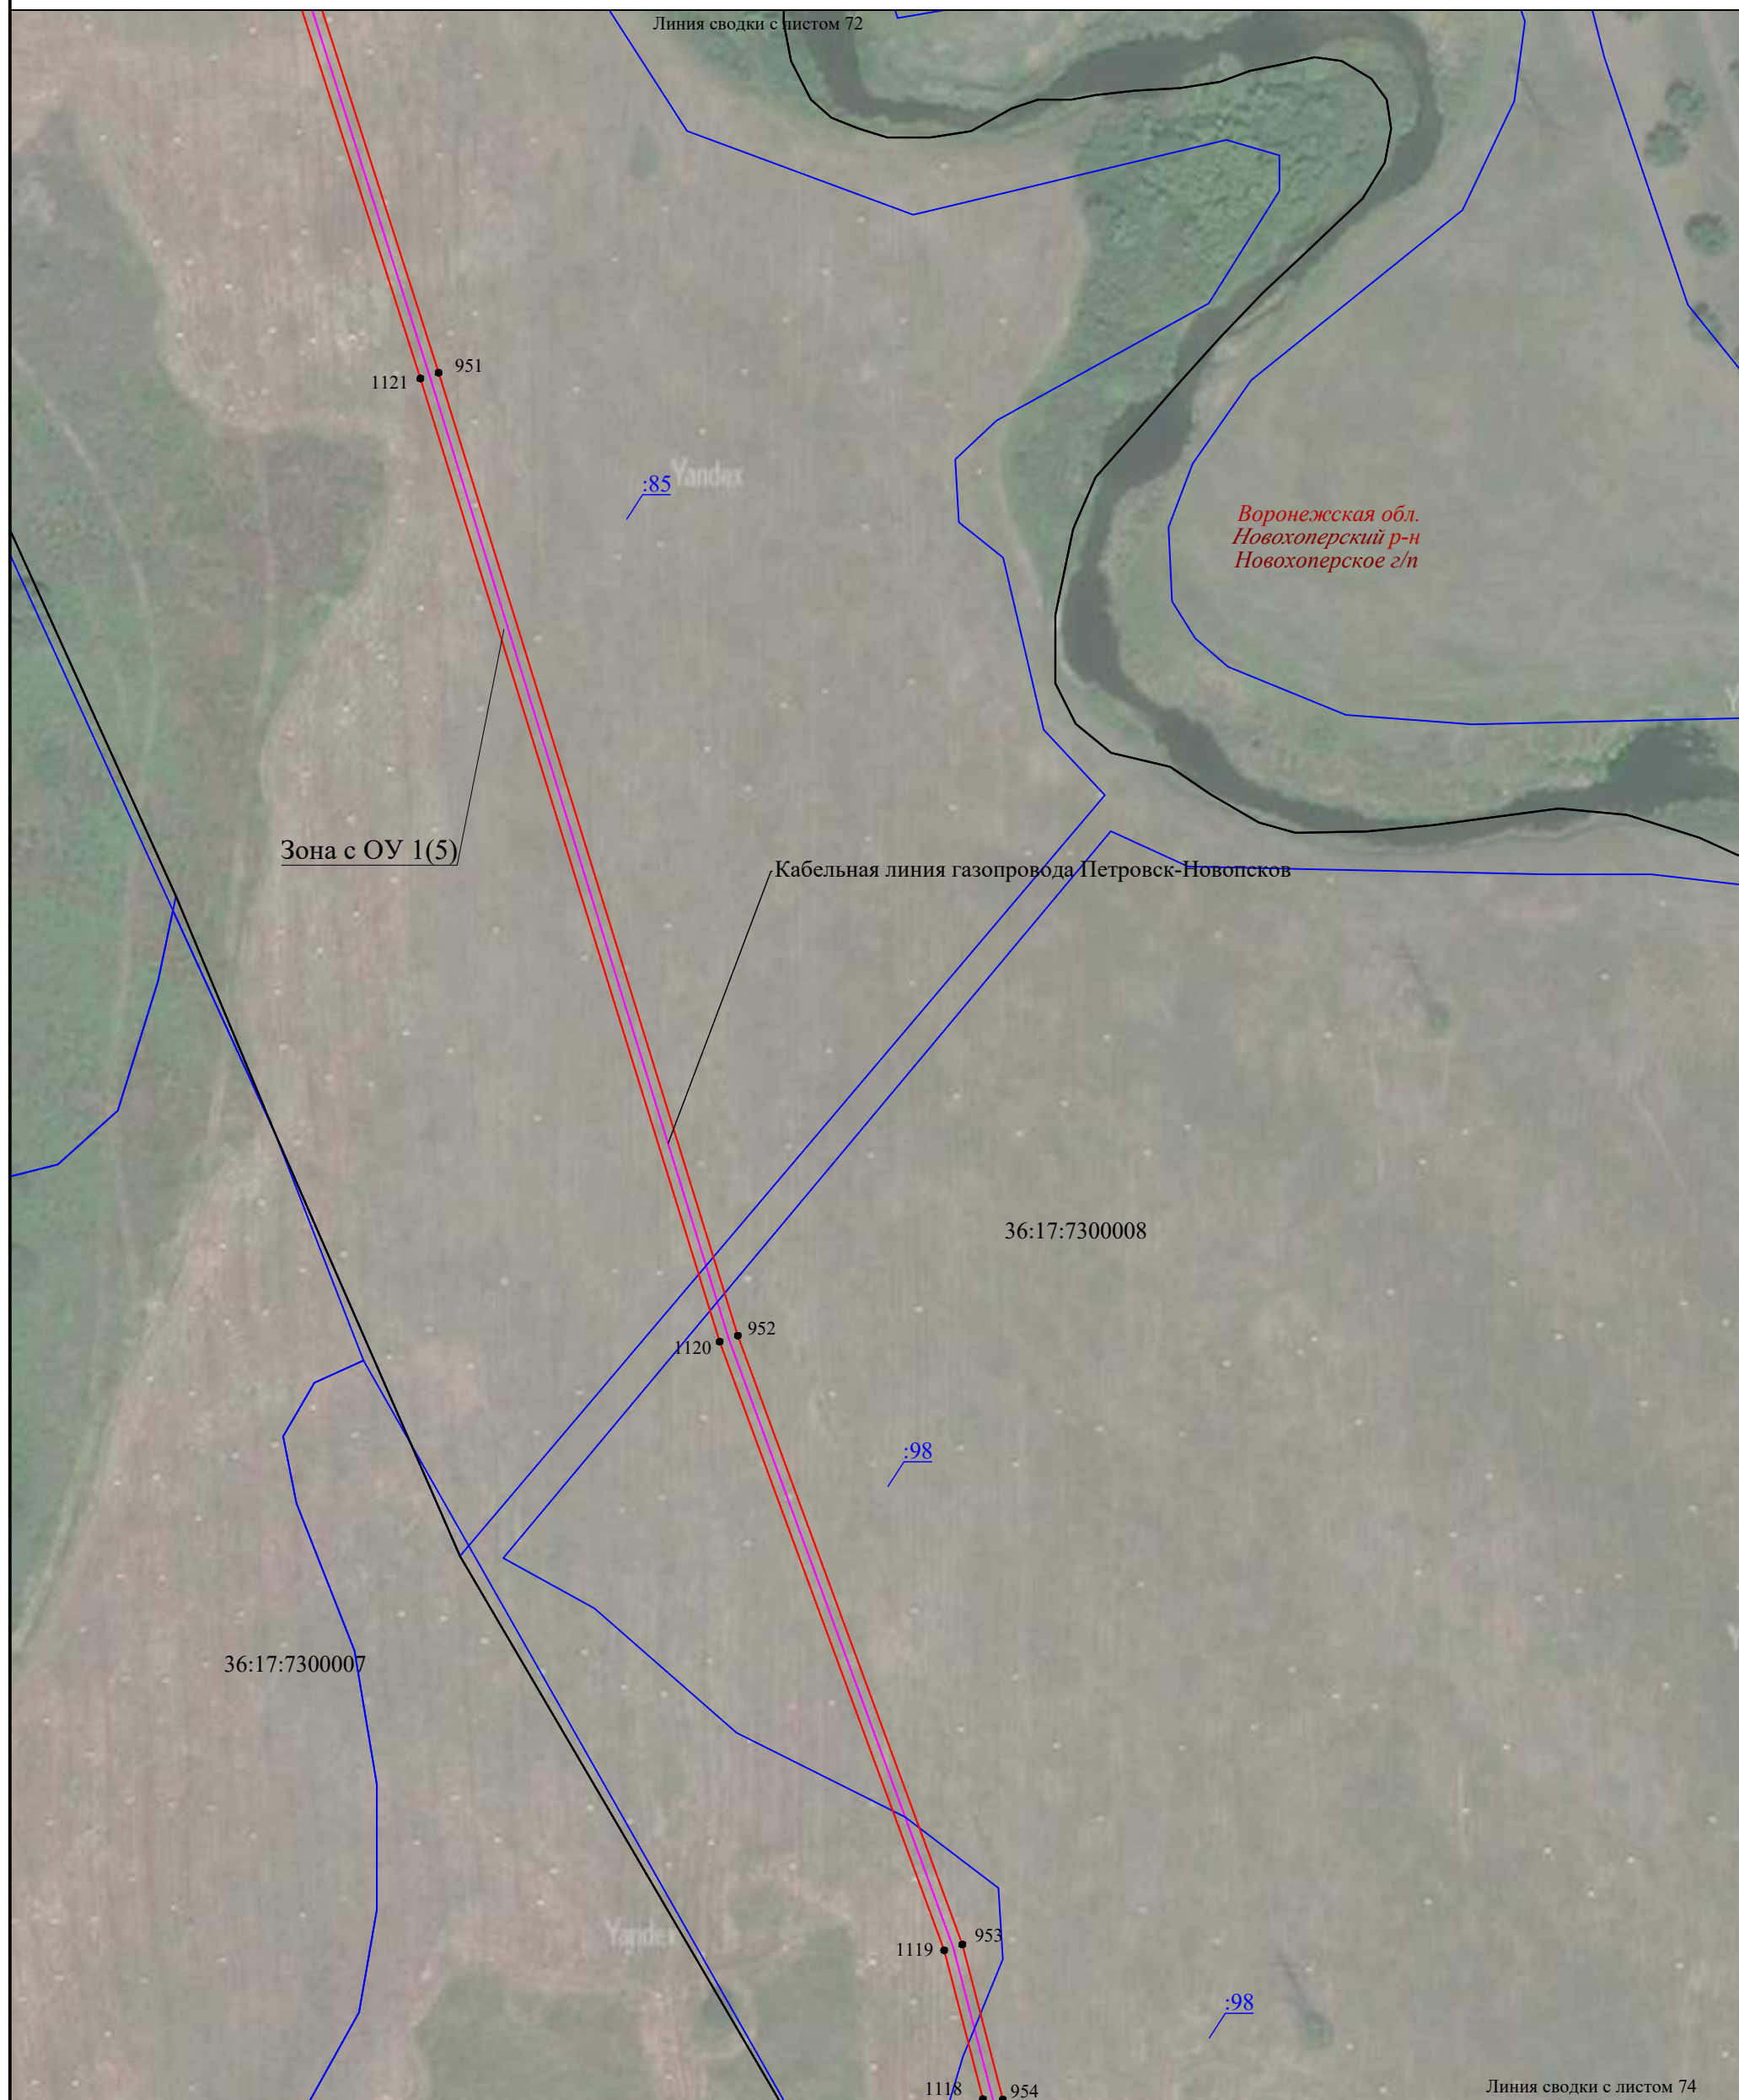 Линия сводки с листом 72
951
1121
:85
Yandex
Воронежская обл.
Новохоперский р-н
Новохоперское г/п
Зона с ОУ 1(5)
Кабельная линия газопровода Петровск-Новопсков
36:17:7300008
952
1120
:98
36:17:7300007
Yandex
953
1119
:98
1118
954
Линия сводки с листом 74